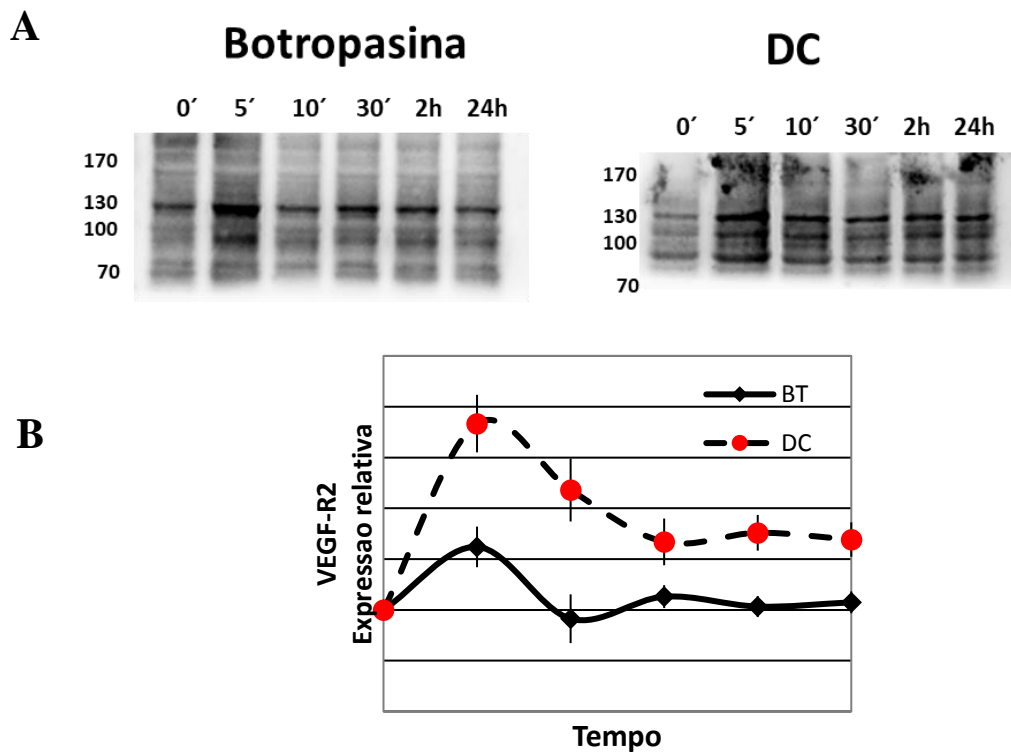 A
Botropasina
0´ 5´ 10´ 30´ 2h 24h
170
130
100
70
DC
0´ 5´ 10´ 30´ 2h 24h
170
130
100
70
B
VEGF-R2
Expressao relativa
BT
DC
Tempo